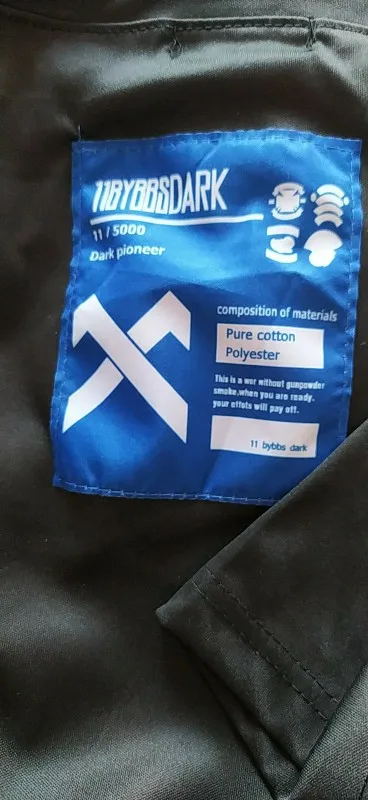 11BYBBSDARK
11 / 5000
Dark pioneer
composition of materials
Pure cotton
Polyester
This is a war without gunpowder
smoke,when you are ready.
your effots will pay off.
11 bybbs dark